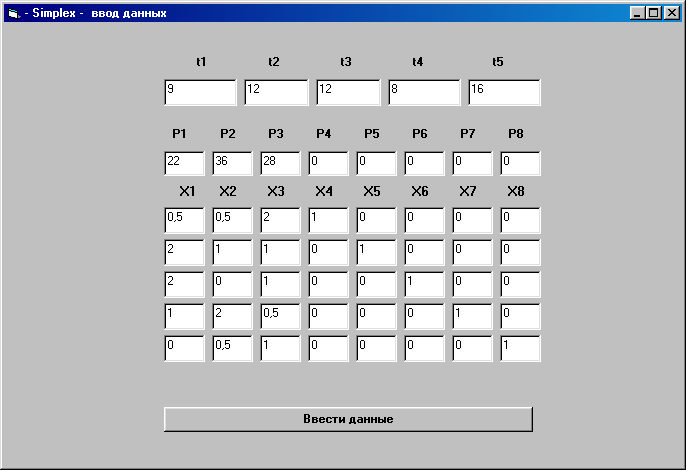 - Simplex - ввод данных
t1 t2 t3 t4 t5
9 12 12 8 16
P1 P2 P3 P4 P5 P6 P7 P8
22 36 28 0 0 0 0 0
X1 X2 X3 X4 X5 X6 X7 X8
0,5 0,5 2 1 0 0 0 0
2 1 1 0 1 0 0 0
2 0 1 0 0 1 0 0
1 2 0,5 0 0 0 1 0
0 0,5 1 0 0 0 0 1
Ввести данные